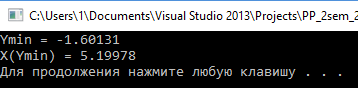 C:\Users\1\Documents\Visual Studio 2013\Projects\PP_2sem_2
Ymin = -1.60131
X(Ymin) = 5.19978
Для продолжения нажмите любую клавишу . . .